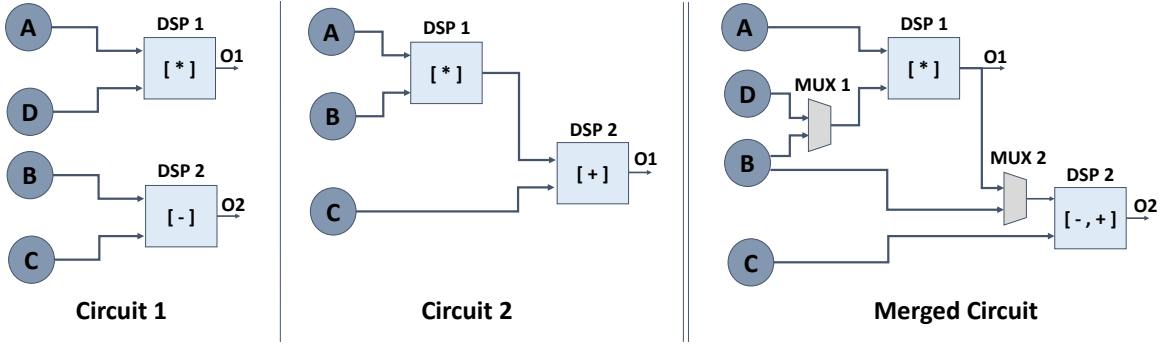 A
DSP 1
[ * ]
O1
D
B
DSP 2
[ - ]
O2
C
Circuit 1
A
DSP 1
[ * ]
B
DSP 2
[ + ]
O1
C
Circuit 2
A
DSP 1
[ * ]
O1
D
MUX 1
B
MUX 2
DSP 2
[ - , + ]
O2
C
Merged Circuit